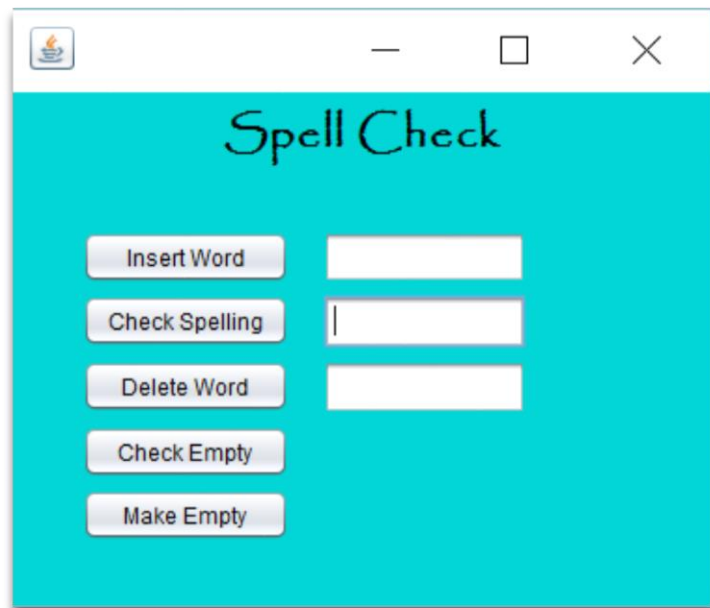 Spell Check
Insert Word
Check Spelling
Delete Word
Check Empty
Make Empty